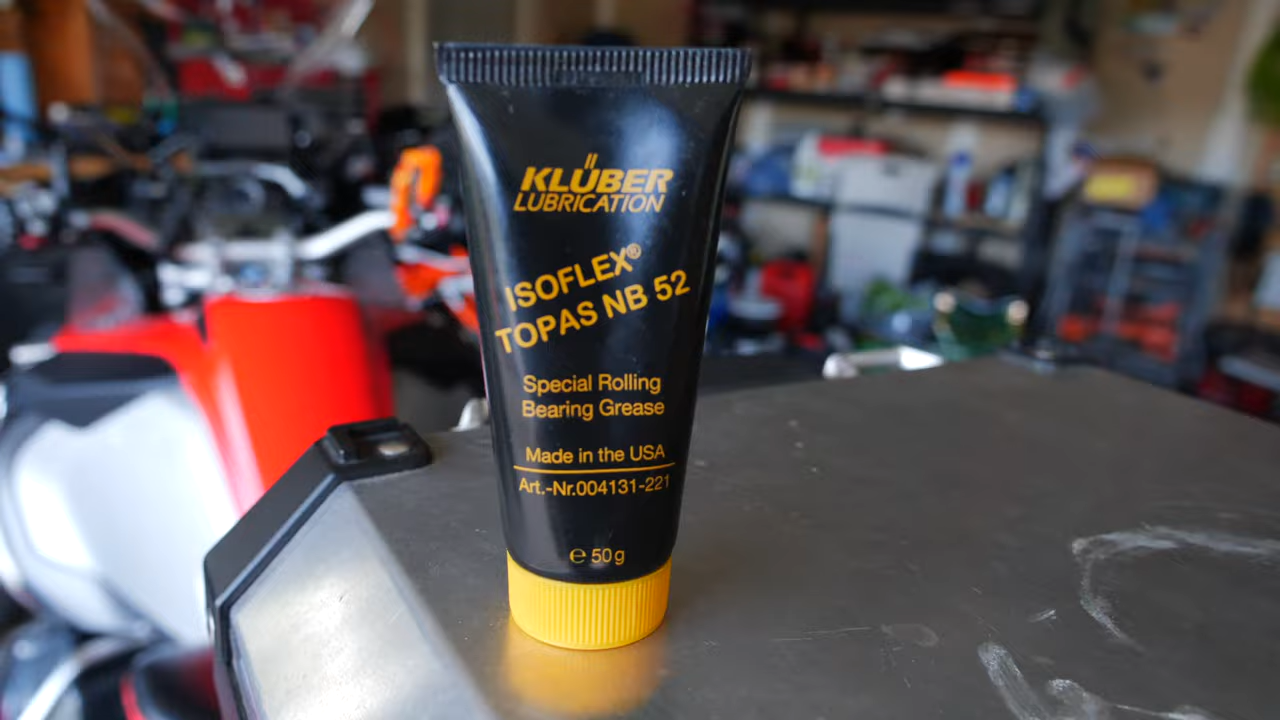 KLÜBER
LUBRICATION
ISOFLEX®
TOPAS NB 52
Special Rolling
Bearing Grease
Made in the USA
Art.-Nr.004131-221
℮ 50g